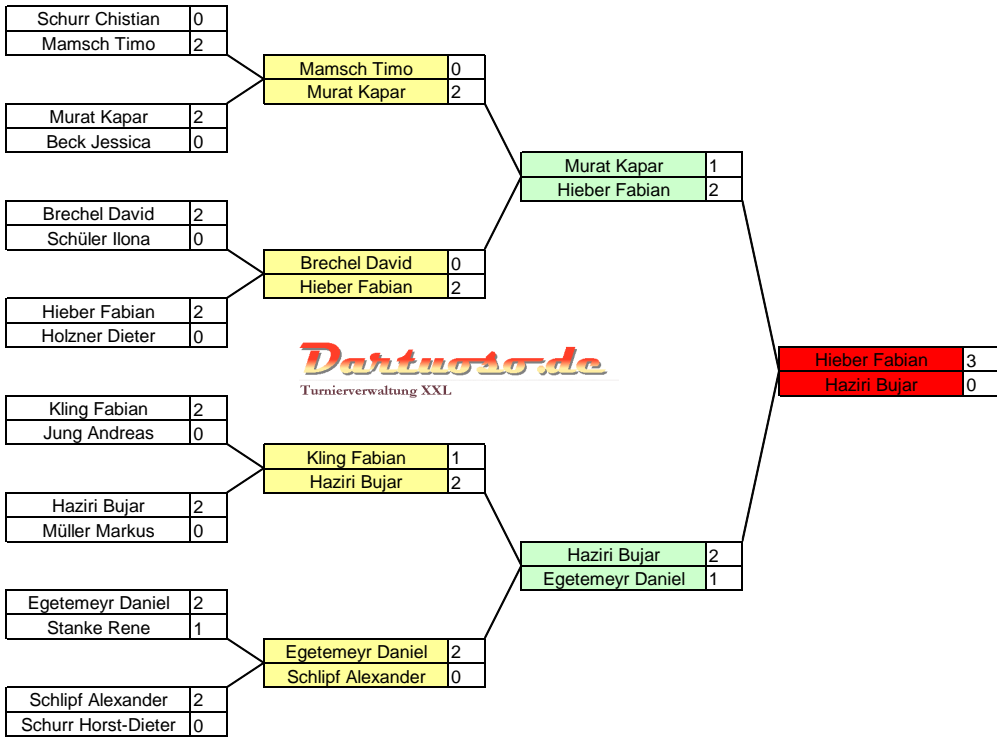 Schurr Chistian 0
Mamsch Timo 2
Murat Kapar 2
Beck Jessica 0
Brechel David 2
Schüler Ilona 0
Hieber Fabian 2
Holzner Dieter 0
Kling Fabian 2
Jung Andreas 0
Haziri Bujar 2
Müller Markus 0
Egetemeyr Daniel 2
Stanke Rene 1
Schlipf Alexander 2
Schurr Horst-Dieter 0
Mamsch Timo 0
Murat Kapar 2
Brechel David 0
Hieber Fabian 2
Dartuoso.de
Turnierverwaltung XXL
Kling Fabian 1
Haziri Bujar 2
Egetemeyr Daniel 2
Schlipf Alexander 0
Murat Kapar 1
Hieber Fabian 2
Haziri Bujar 2
Egetemeyr Daniel 1
Hieber Fabian 3
Haziri Bujar 0